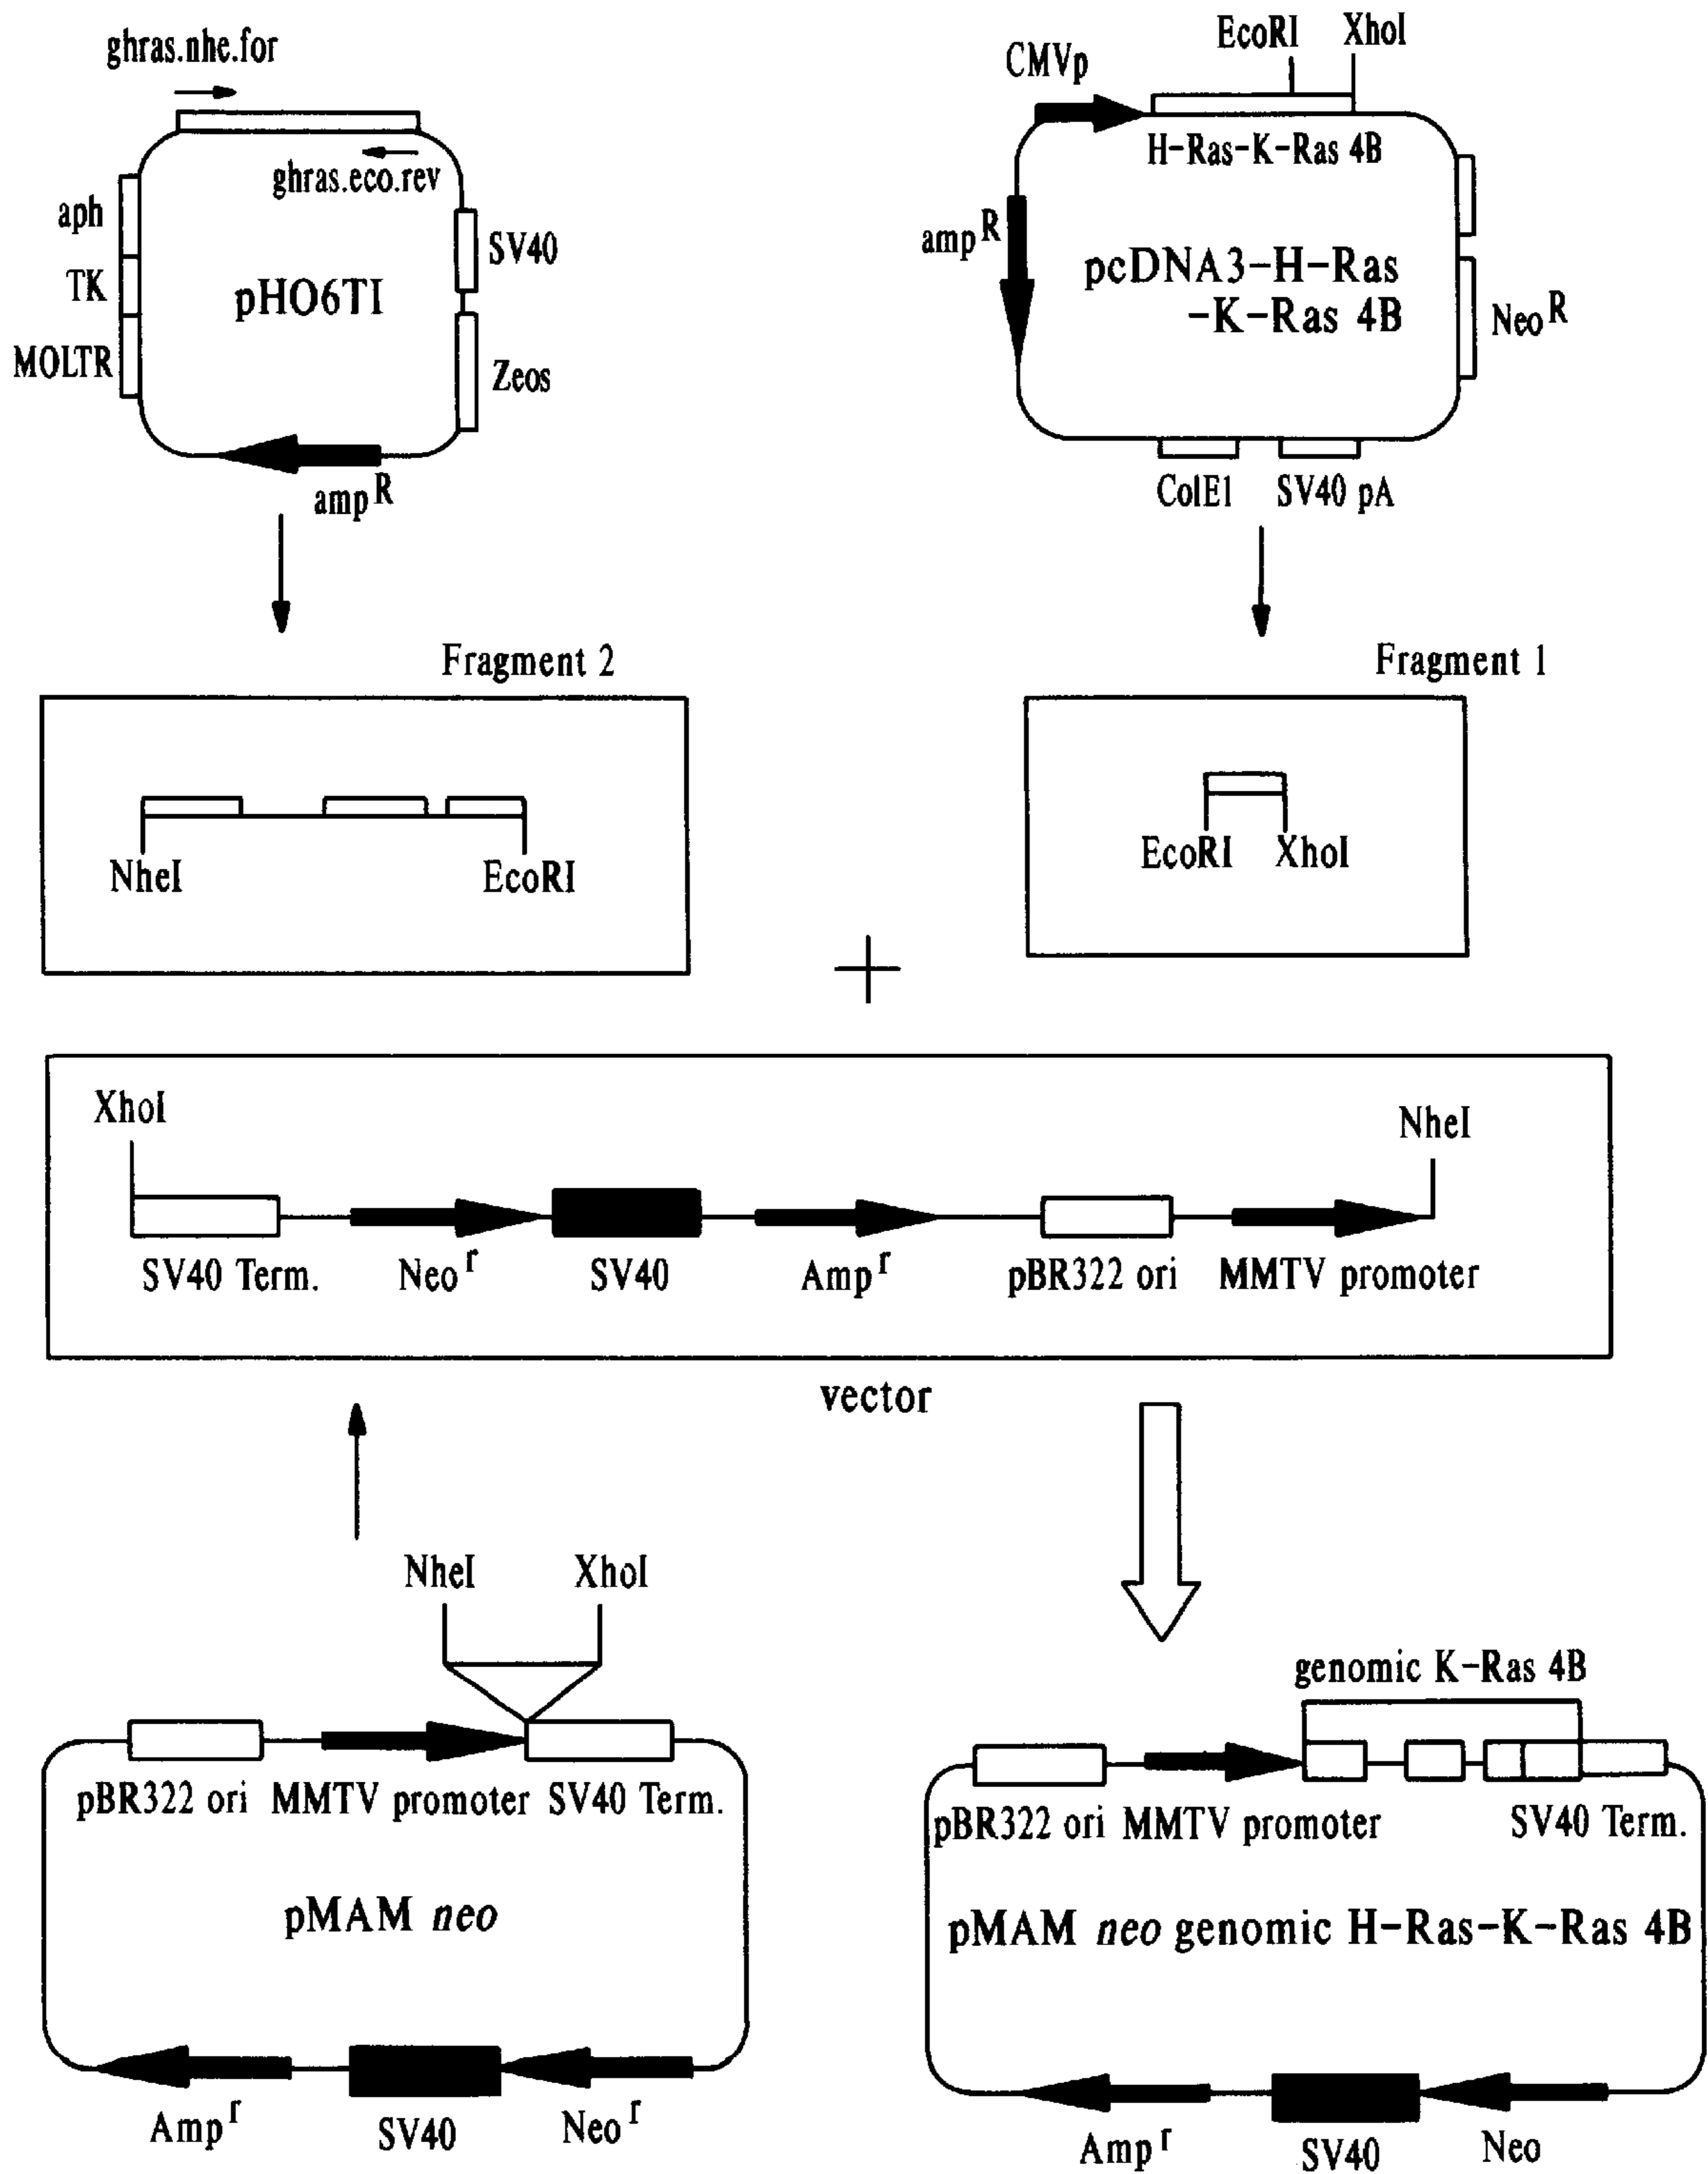 ghras.nhe.for
ghras.eco.rev
aph
TK
MOLTR
pHO6TI
SV40
Zeos
amp R
EcoRI XhoI
CMVp
H-Ras-K-Ras 4B
amp R
pcDNA3-H-Ras
-K-Ras 4B
Neo R
ColE1 SV40 pA
Fragment 2
NheI EcoRI
Fragment 1
EcoRI XhoI
+
XhoI NheI
SV40 Term. Neo r SV40 Amp r pBR322 ori MMTV promoter
vector
NheI XhoI
pBR322 ori MMTV promoter SV40 Term.
pMAM neo
Amp r SV40 Neo r
genomic K-Ras 4B
pBR322 ori MMTV promoter SV40 Term.
pMAM neo genomic H-Ras-K-Ras 4B
Amp r SV40 Neo